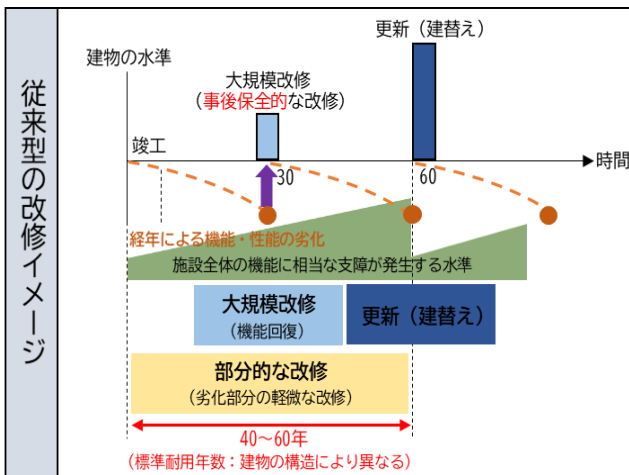 従来型の改修イメージ
更新（建替え）
建物の水準
大規模改修
（事後保全的な改修）
竣工
時間
30
60
経年による機能・性能の劣化
施設全体の機能に相当な支障が発生する水準
大規模改修
（機能回復）
更新（建替え）
部分的な改修
（劣化部分の軽微な改修）
40～60年
（標準耐用年数：建物の構造により異なる）